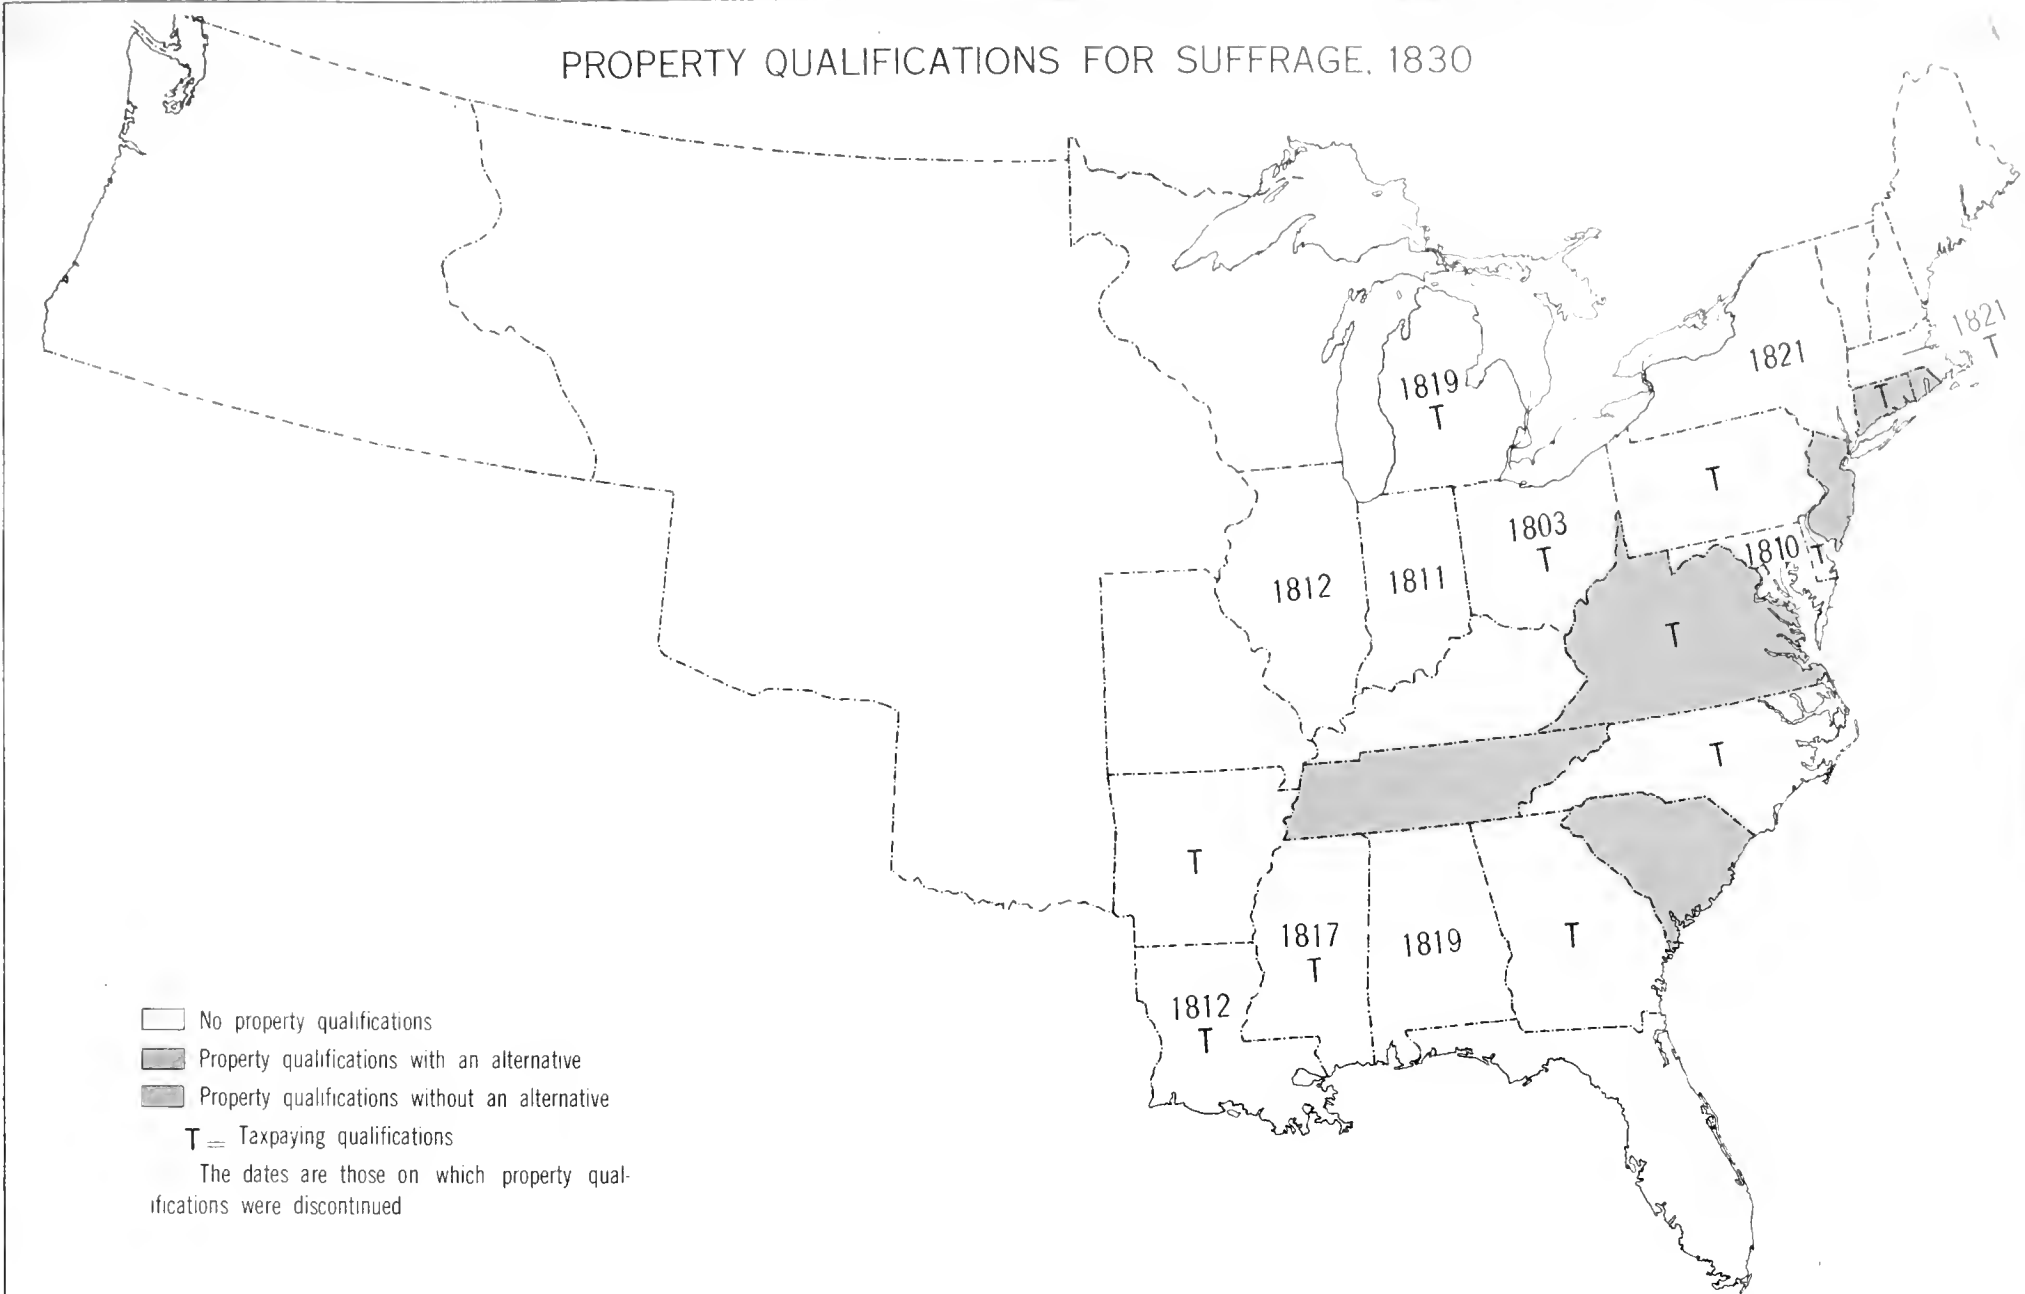 PROPERTY QUALIFICATIONS FOR SUFFRAGE, 1830
1821
T
1821
1819
T
T
T
1803
T
1810
T
1812
1811
T
T
T
1817
T
1819
T
1812
T
No property qualifications
Property qualifications with an alternative
Property qualifications without an alternative
T = Taxpaying qualifications
The dates are those on which property qual-
ifications were discontinued